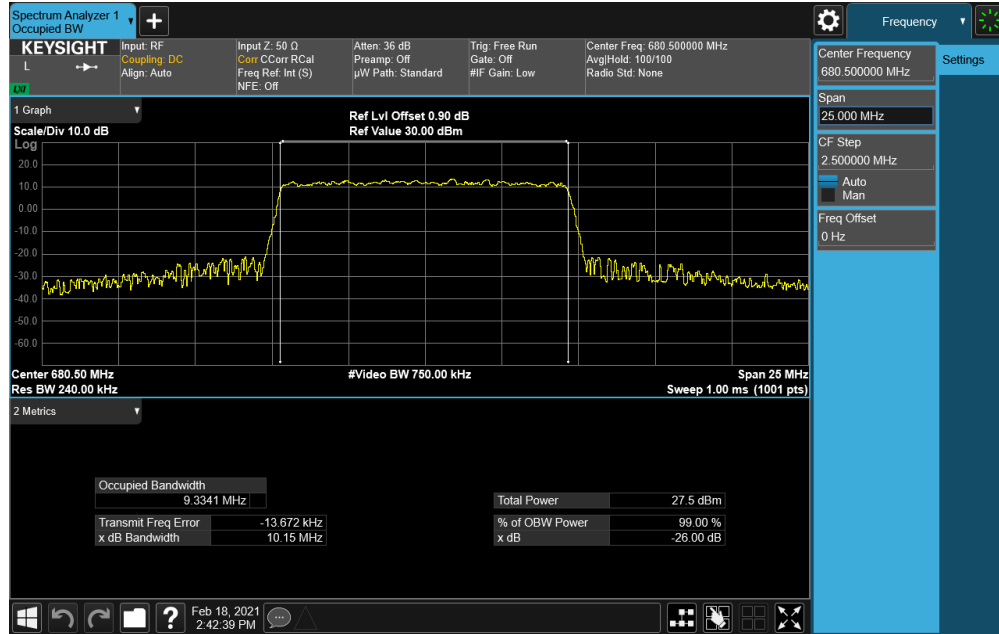 Spectrum Analyzer 1
Occupied BW
Frequency
KEYSIGHT
L
LXI
Input: RF
Coupling: DC
Align: Auto
Input Z: 50 Ω
Corr CCorr RCal
Freq Ref: Int (S)
NFE: Off
Atten: 36 dB
Preamp: Off
µW Path: Standard
Trig: Free Run
Gate: Off
#IF Gain: Low
Center Freq: 680.500000 MHz
Avg|Hold: 100/100
Radio Std: None
Center Frequency
680.500000 MHz
Settings
Span
25.000 MHz
CF Step
2.500000 MHz
Auto
Man
Freq Offset
0 Hz
1 Graph
Scale/Div 10.0 dB
Ref Lvl Offset 0.90 dB
Ref Value 30.00 dBm
Log
20.0
10.0
0.00
-10.0
-20.0
-30.0
-40.0
-50.0
-60.0
Center 680.50 MHz
#Video BW 750.00 kHz
Span 25 MHz
Res BW 240.00 kHz
Sweep 1.00 ms (1001 pts)
2 Metrics
Occupied Bandwidth
9.3341 MHz
Total Power 27.5 dBm
Transmit Freq Error -13.672 kHz
% of OBW Power 99.00 %
x dB Bandwidth 10.15 MHz
x dB -26.00 dB
Feb 18, 2021
2:42:39 PM